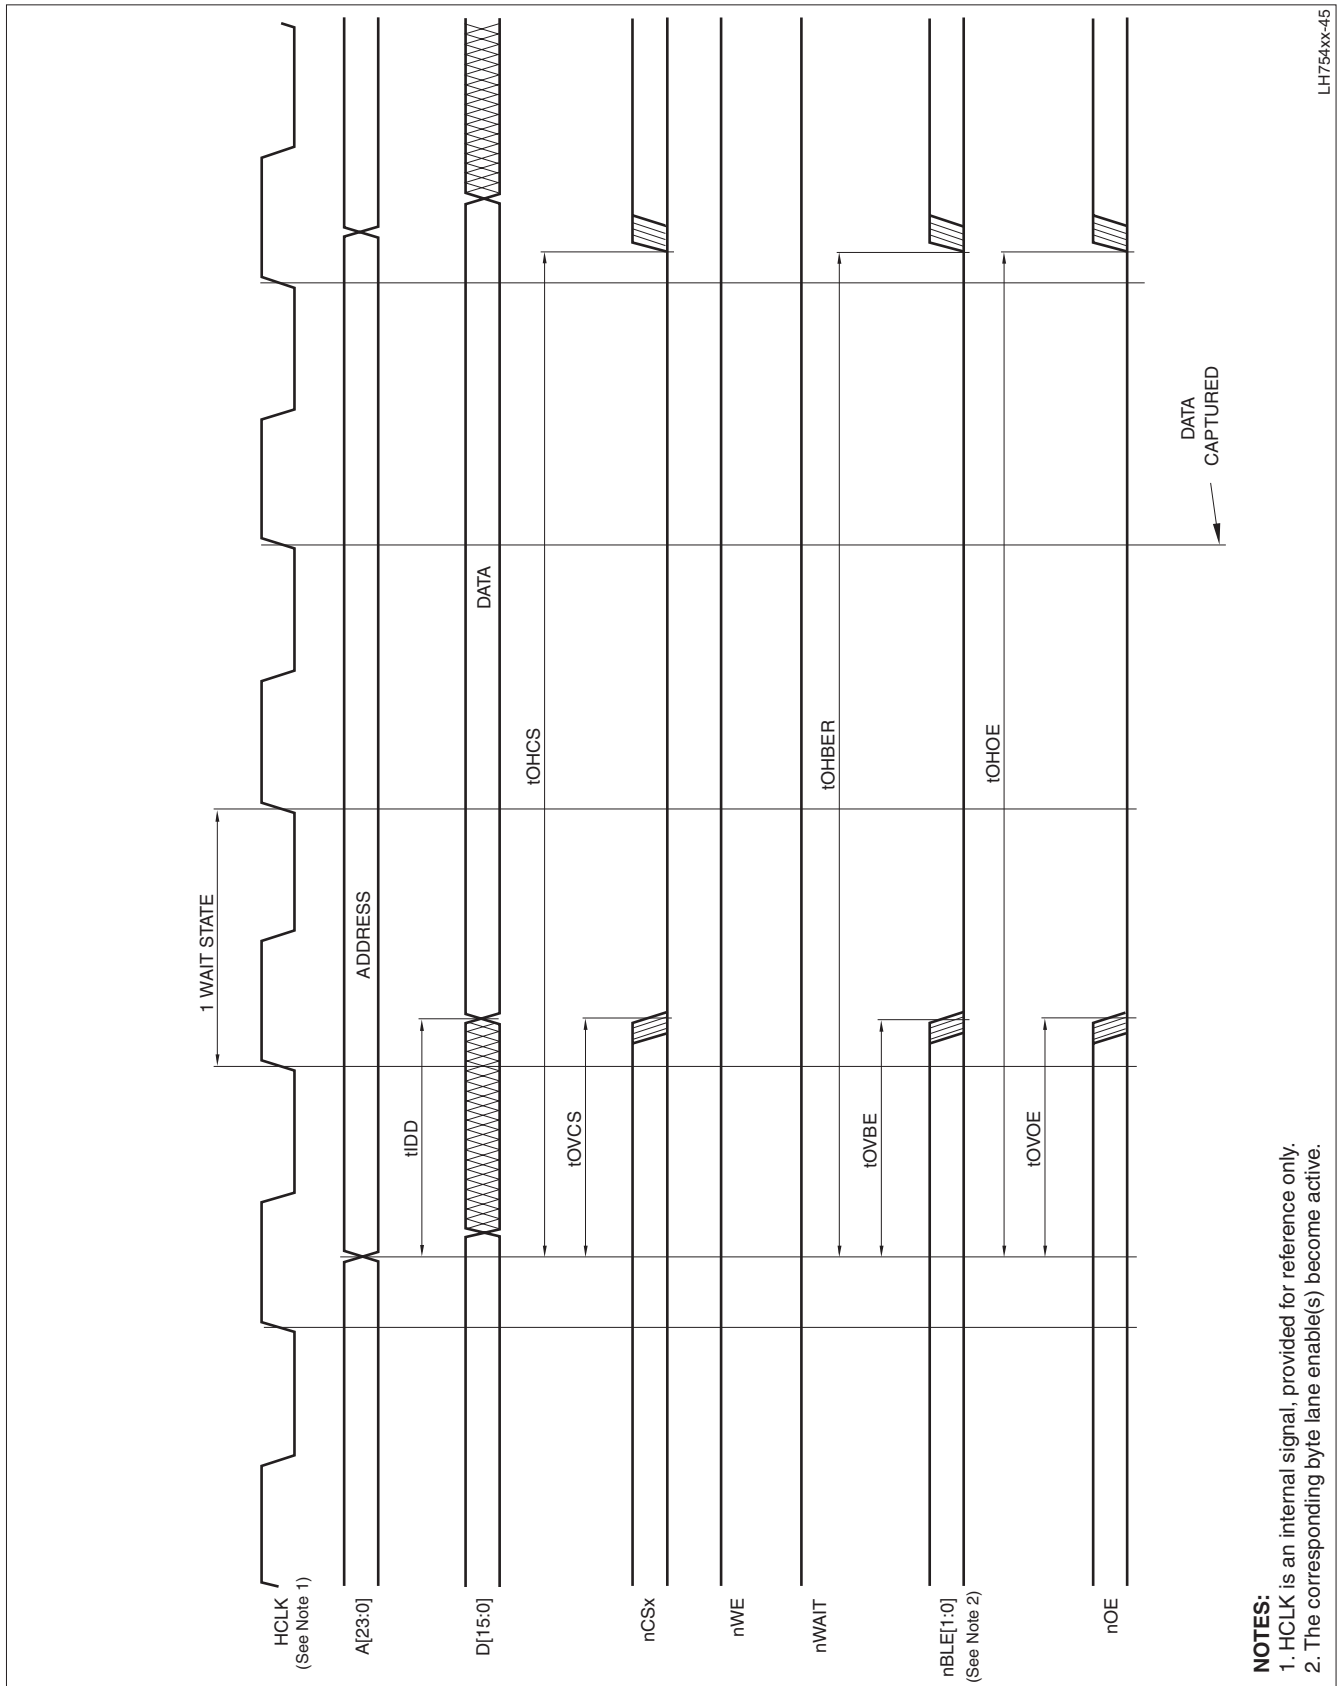 1 WAIT STATE
HCLK
(See Note 1)
A[23:0]
ADDRESS
tIDD
D[15:0]
DATA
tOHCS
tOVCS
nCSx
nWE
nWAIT
tOHBER
tOVBE
nBLE[1:0]
(See Note 2)
tOHOE
tOVOE
nOE
DATA
CAPTURED
NOTES:
1. HCLK is an internal signal, provided for reference only.
2. The corresponding byte lane enable(s) become active.
LH754xx-45